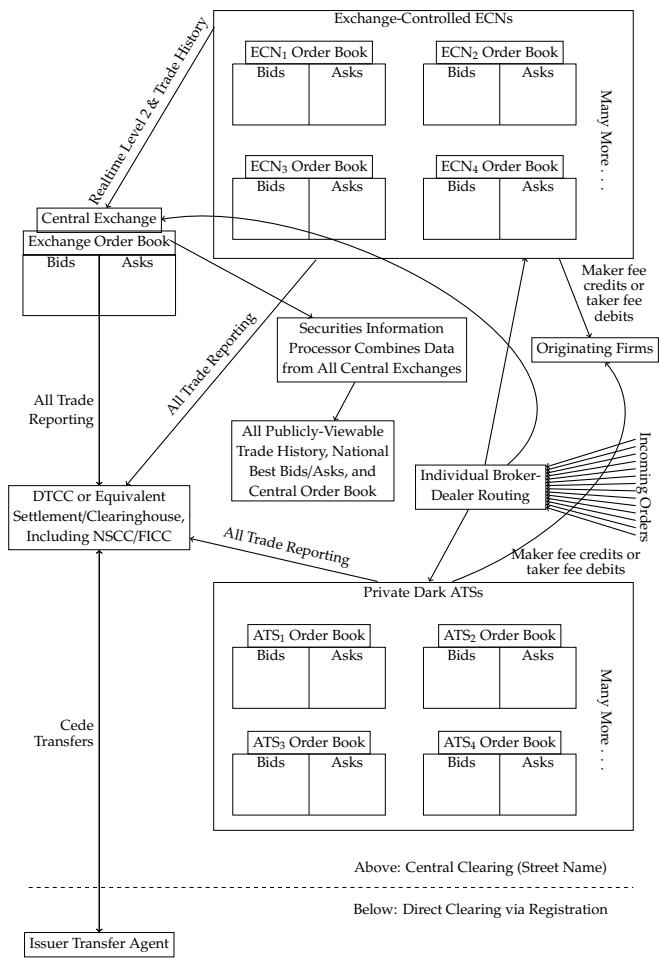 Exchange-Controlled ECNs
ECN₁ Order Book
Bids Asks
ECN₂ Order Book
Bids Asks
ECN₃ Order Book
Bids Asks
ECN₄ Order Book
Bids Asks
Many More . . .
Realtime Level 2 & Trade History
Central Exchange
Exchange Order Book
Bids Asks
Maker fee
credits or
taker fee
debits
Securities Information
Processor Combines Data
from All Central Exchanges
Originating Firms
All Trade Reporting
All Trade
Reporting
All Publicly-Viewable
Trade History, National
Best Bids/Asks, and
Central Order Book
Individual Broker-
Dealer Routing
Incoming Orders
DTCC or Equivalent
Settlement/Clearinghouse,
Including NSCC/FICC
All Trade Reporting
Maker fee credits or
taker fee debits
Private Dark ATSs
ATS₁ Order Book
Bids Asks
ATS₂ Order Book
Bids Asks
ATS₃ Order Book
Bids Asks
ATS₄ Order Book
Bids Asks
Many More . . .
Cede
Transfers
Above: Central Clearing (Street Name)
Below: Direct Clearing via Registration
Issuer Transfer Agent